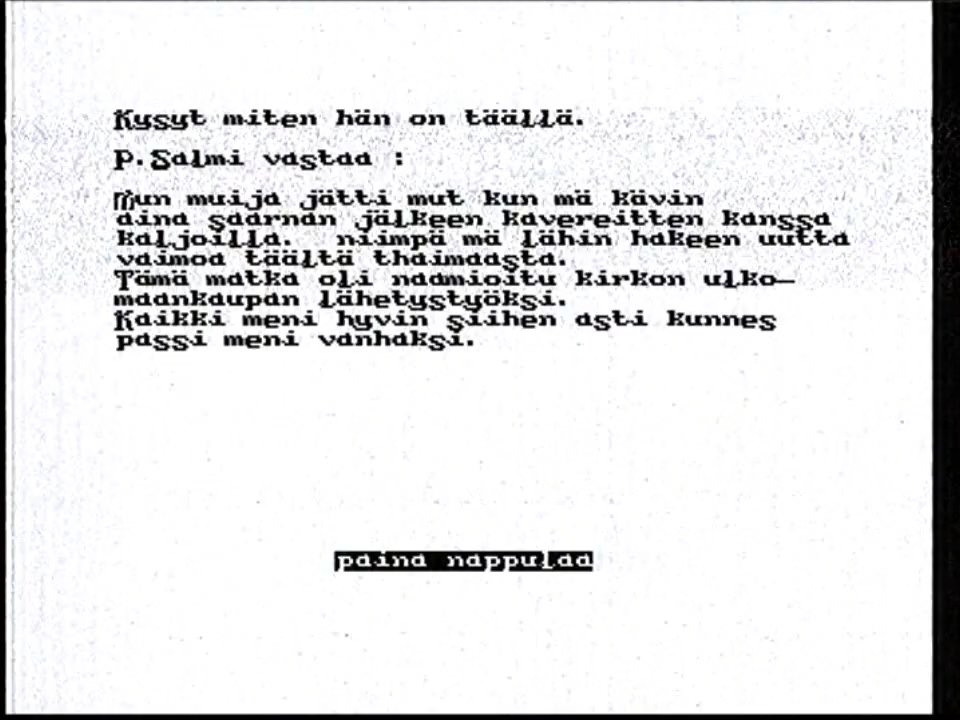 Kysyt miten hän on täällä.
P.Salmi vastaa :
Mun muija jätti mut kun mä kävin
aina saarnan jälkeen kavereitten kanssa
kaljoilla. niimpä mä lähin hakeen uutta
vaimoa täältä thaimaasta.
Tämä matka oli naamioitu kirkon ulko-
maankaupan lähetystyöksi.
Kaikki meni hyvin siihen asti kunnes
passi meni vanhaksi.
paina nappulaa